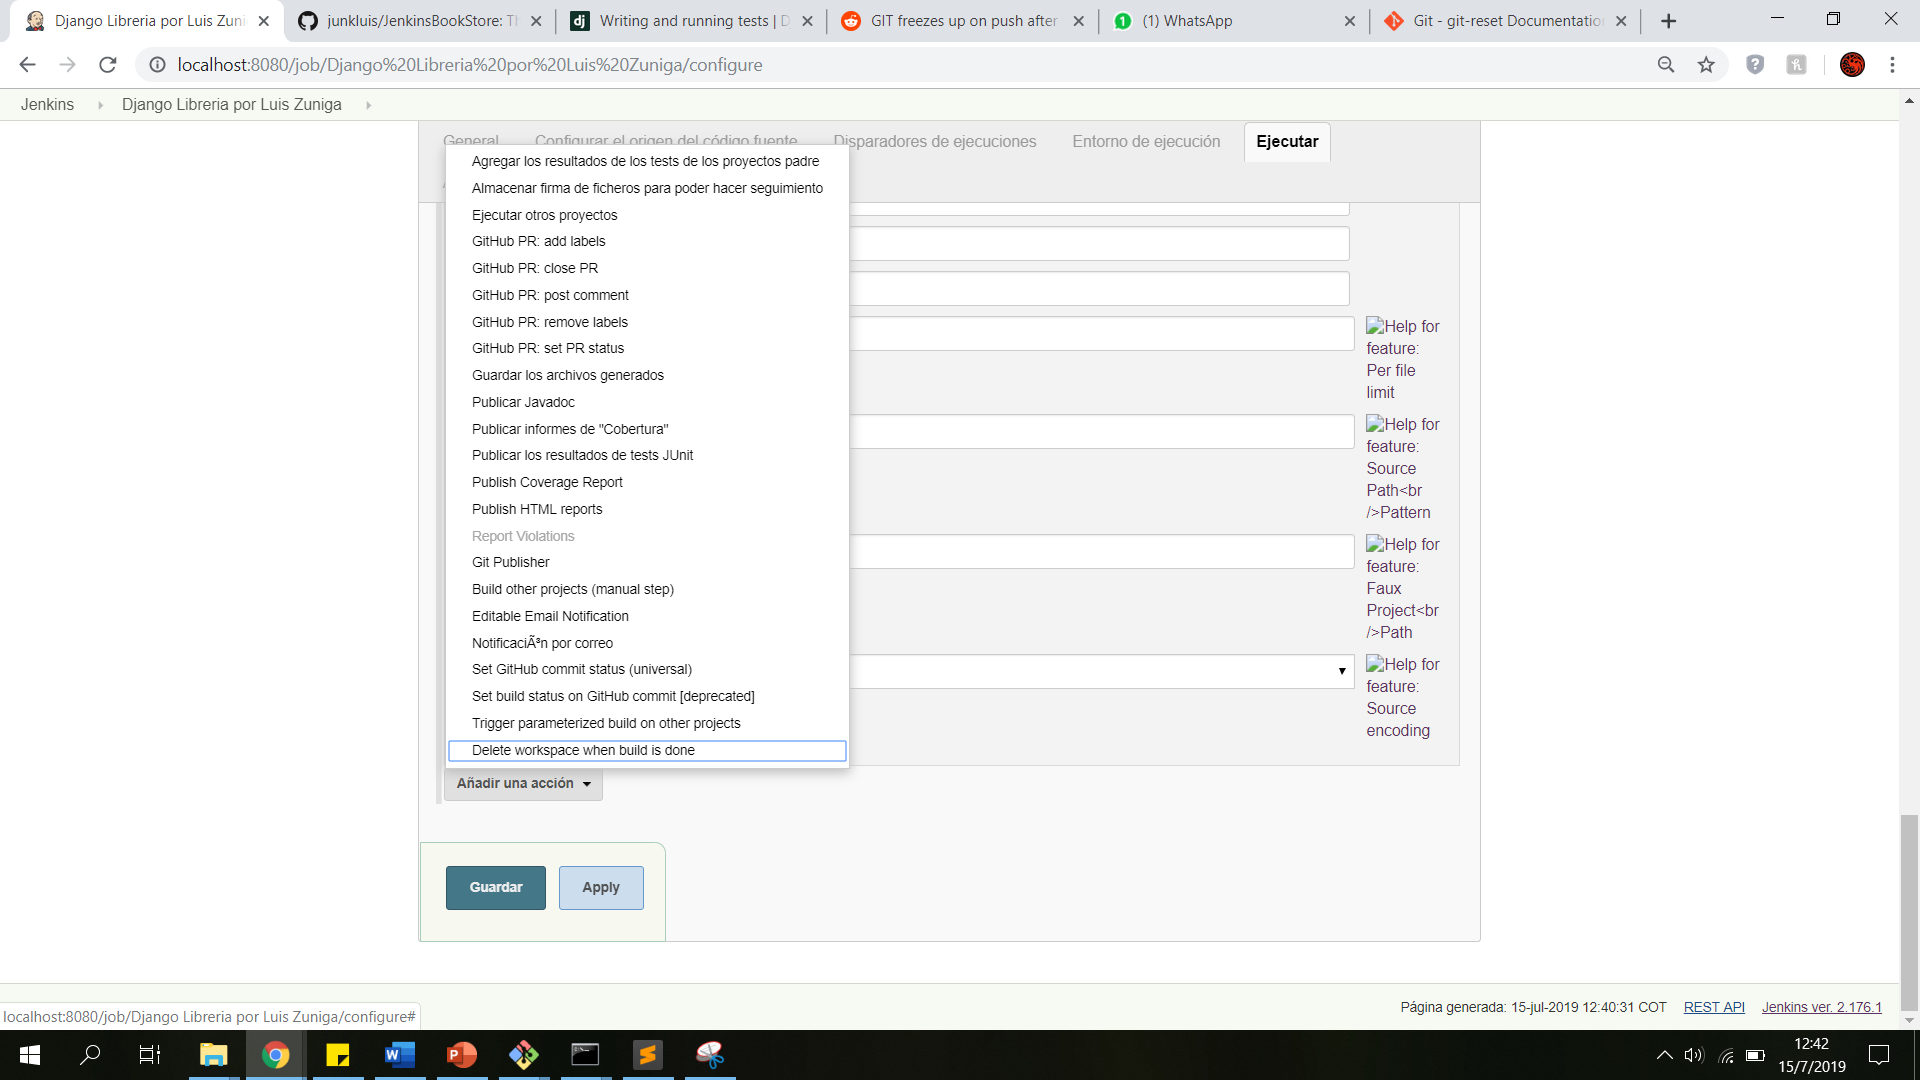 Django Libreria por Luis Zuni
junkluis/JenkinsBookStore: Th
Writing and running tests | D
GIT freezes up on push after
(1) WhatsApp
Git - git-reset Documentation
localhost:8080/job/Django%20Libreria%20por%20Luis%20Zuniga/configure
Jenkins
Django Libreria por Luis Zuniga
General
Configurar el origen del código fuente
Disparadores de ejecuciones
Entorno de ejecución
Ejecutar
Agregar los resultados de los tests de los proyectos padre
Almacenar firma de ficheros para poder hacer seguimiento
Ejecutar otros proyectos
GitHub PR: add labels
GitHub PR: close PR
GitHub PR: post comment
GitHub PR: remove labels
GitHub PR: set PR status
Guardar los archivos generados
Publicar Javadoc
Publicar informes de "Cobertura"
Publicar los resultados de tests JUnit
Publish Coverage Report
Publish HTML reports
Report Violations
Git Publisher
Build other projects (manual step)
Editable Email Notification
NotificaciÃ³n por correo
Set GitHub commit status (universal)
Set build status on GitHub commit [deprecated]
Trigger parameterized build on other projects
Delete workspace when build is done
Help for
feature:
Per file
limit
Help for
feature:
Source
Path<br
/>Pattern
Help for
feature:
Faux
Project<br
/>Path
Help for
feature:
Source
encoding
Añadir una acción
Guardar
Apply
Página generada: 15-jul-2019 12:40:31 COT
REST API
Jenkins ver. 2.176.1
localhost:8080/job/Django Libreria por Luis Zuniga/configure#
12:42
15/7/2019